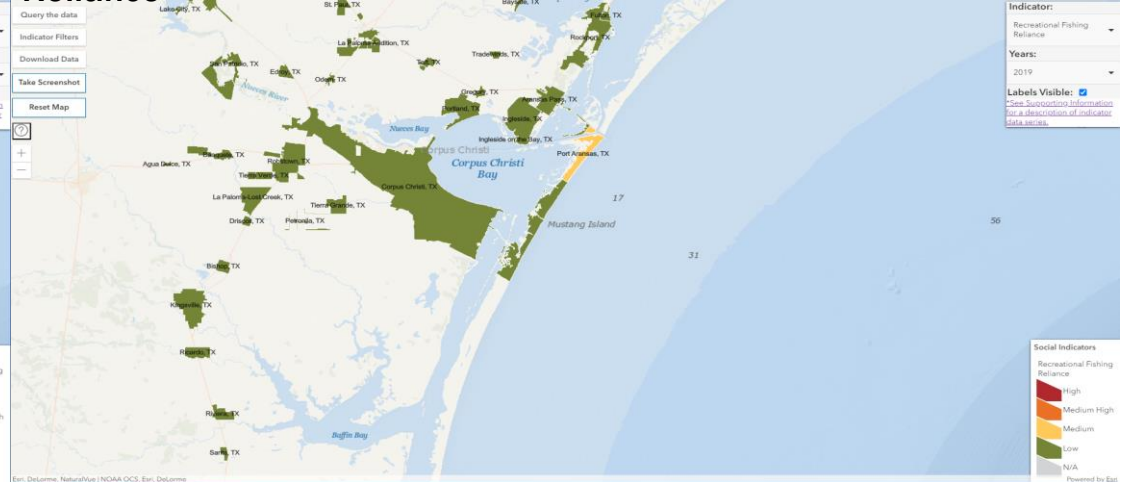 Reliance
Query the data
Indicator Filters
Download Data
Take Screenshot
Reset Map
?
+
−
Lake City, TX
St. Paul, TX
Bayside, TX
Fulton, TX
Rockport, TX
La Paloma Addition, TX
Tradewinds, TX
Taft, TX
San Patricio, TX
Edroy, TX
Odem, TX
Nueces River
Gregory, TX
Portland, TX
Aransas Pass, TX
Ingleside, TX
Nueces Bay
Ingleside on the Bay, TX
Corpus Christi
Port Aransas, TX
Corpus Christi
Bay
Agua Dulce, TX
Banquete, TX
Robstown, TX
Tierra Verde, TX
Corpus Christi, TX
La Paloma-Lost Creek, TX
Tierra Grande, TX
17
Driscoll, TX
Petronila, TX
Mustang Island
56
31
Bishop, TX
Kingsville, TX
Ricardo, TX
Riviera, TX
Baffin Bay
Sarita, TX
Indicator:
Recreational Fishing
Reliance
Years:
2019
Labels Visible:
*See Supporting Information
for a description of indicator
data series.
Social Indicators
Recreational Fishing
Reliance
High
Medium High
Medium
Low
N/A
Esri, DeLorme, NaturalVue | NOAA OCS, Esri, DeLorme
Powered by Esri